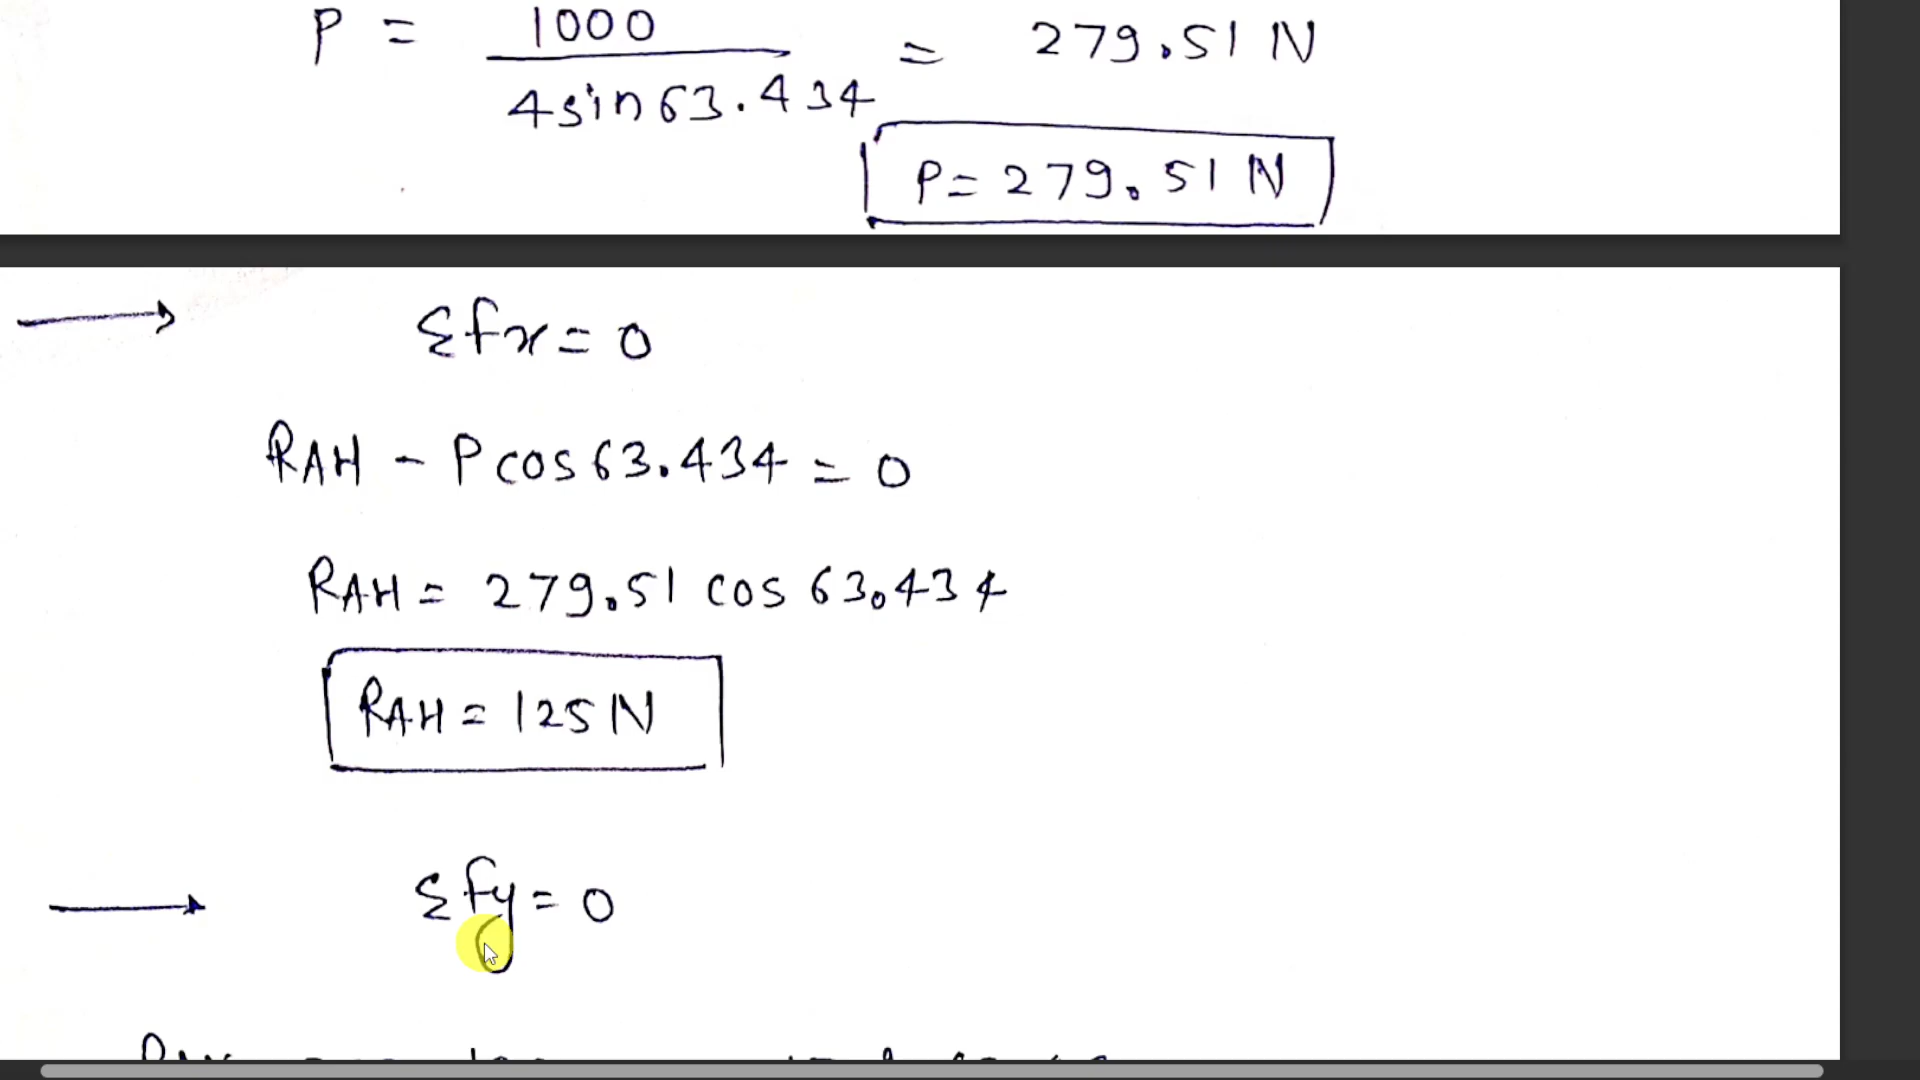 P = 1000 / 4sin63.434 = 279.51 N
P = 279.51 N
Σfx = 0
RAH - Pcos63.434 = 0
RAH = 279.51 cos 63.434
RAH = 125 N
Σfy = 0